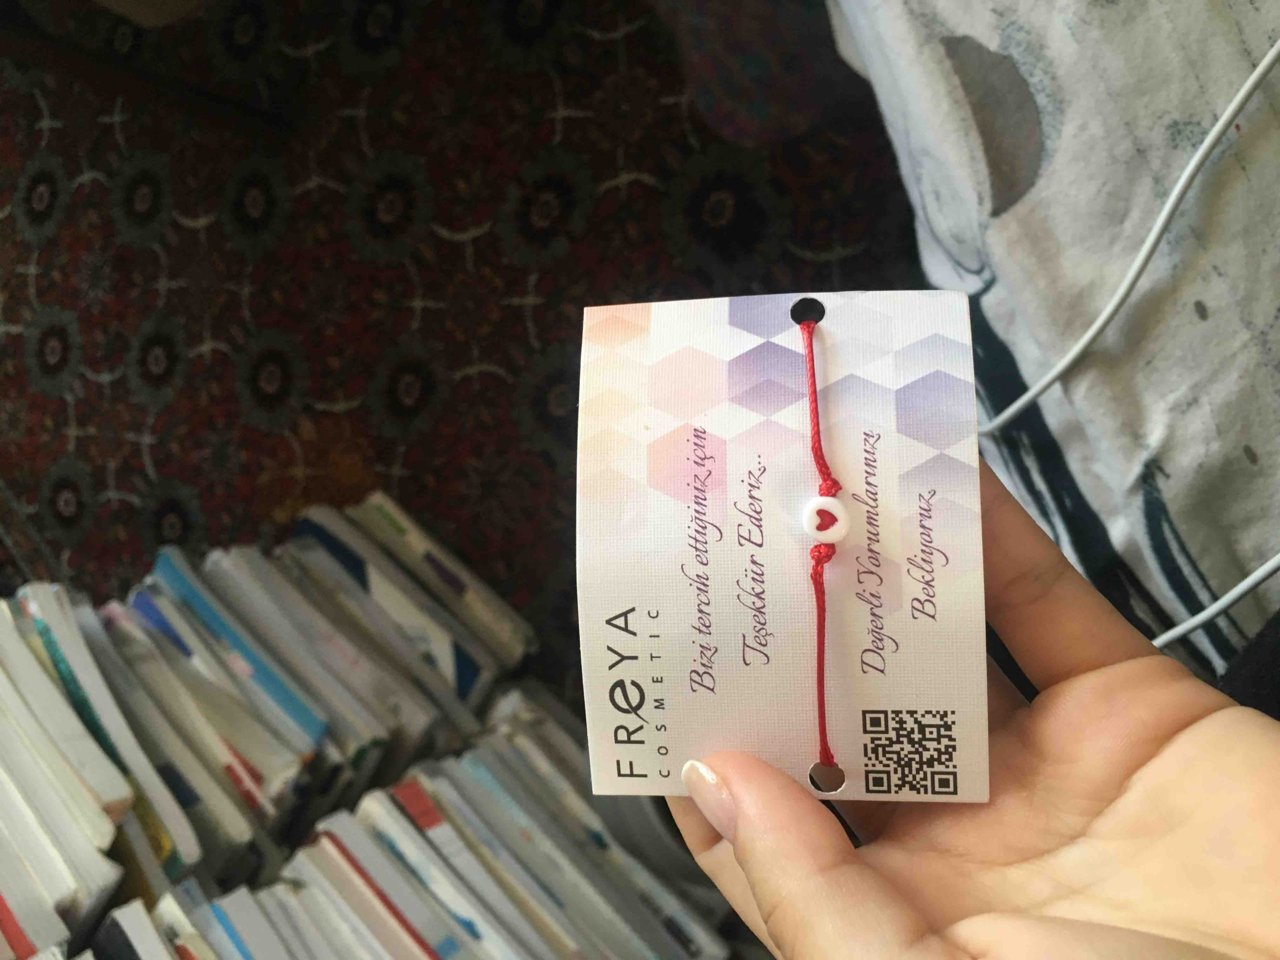 FReYA
COSMETIC
Bizi tercih ettiğiniz için
Teşekkür Ederiz..
Değerli Yorumlarınızı
Bekliyoruz